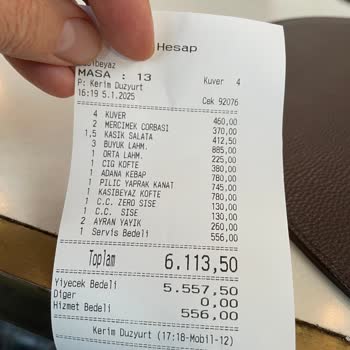 Hesap
Kuver 4
MASA : 13
P: Kerim Duzyurt
16:19 5.1.2025
Cek 92076
4 KUVER 460,00
2 MERCIMEK CORBASI 370,00
1,5 KASIK SALATA 412,50
3 BUYUK LAHM. 885,00
1 ORTA LAHM. 225,00
1 CIG KOFTE 380,00
1 ADANA KEBAP 780,00
1 PILIC YAPRAK KANAT 745,00
1 KASIBEYAZ KOFTE 780,00
1 C.C. ZERO SISE 130,00
1 C.C. SISE 130,00
2 AYRAN YAYIK 260,00
1 Servis Bedeli 556,00
Toplam 6.113,50
Yiyecek Bedeli 5.557,50
Diger 0,00
Hizmet Bedeli 556,00
Kerim Duzyurt (17:18-Mobil-12)